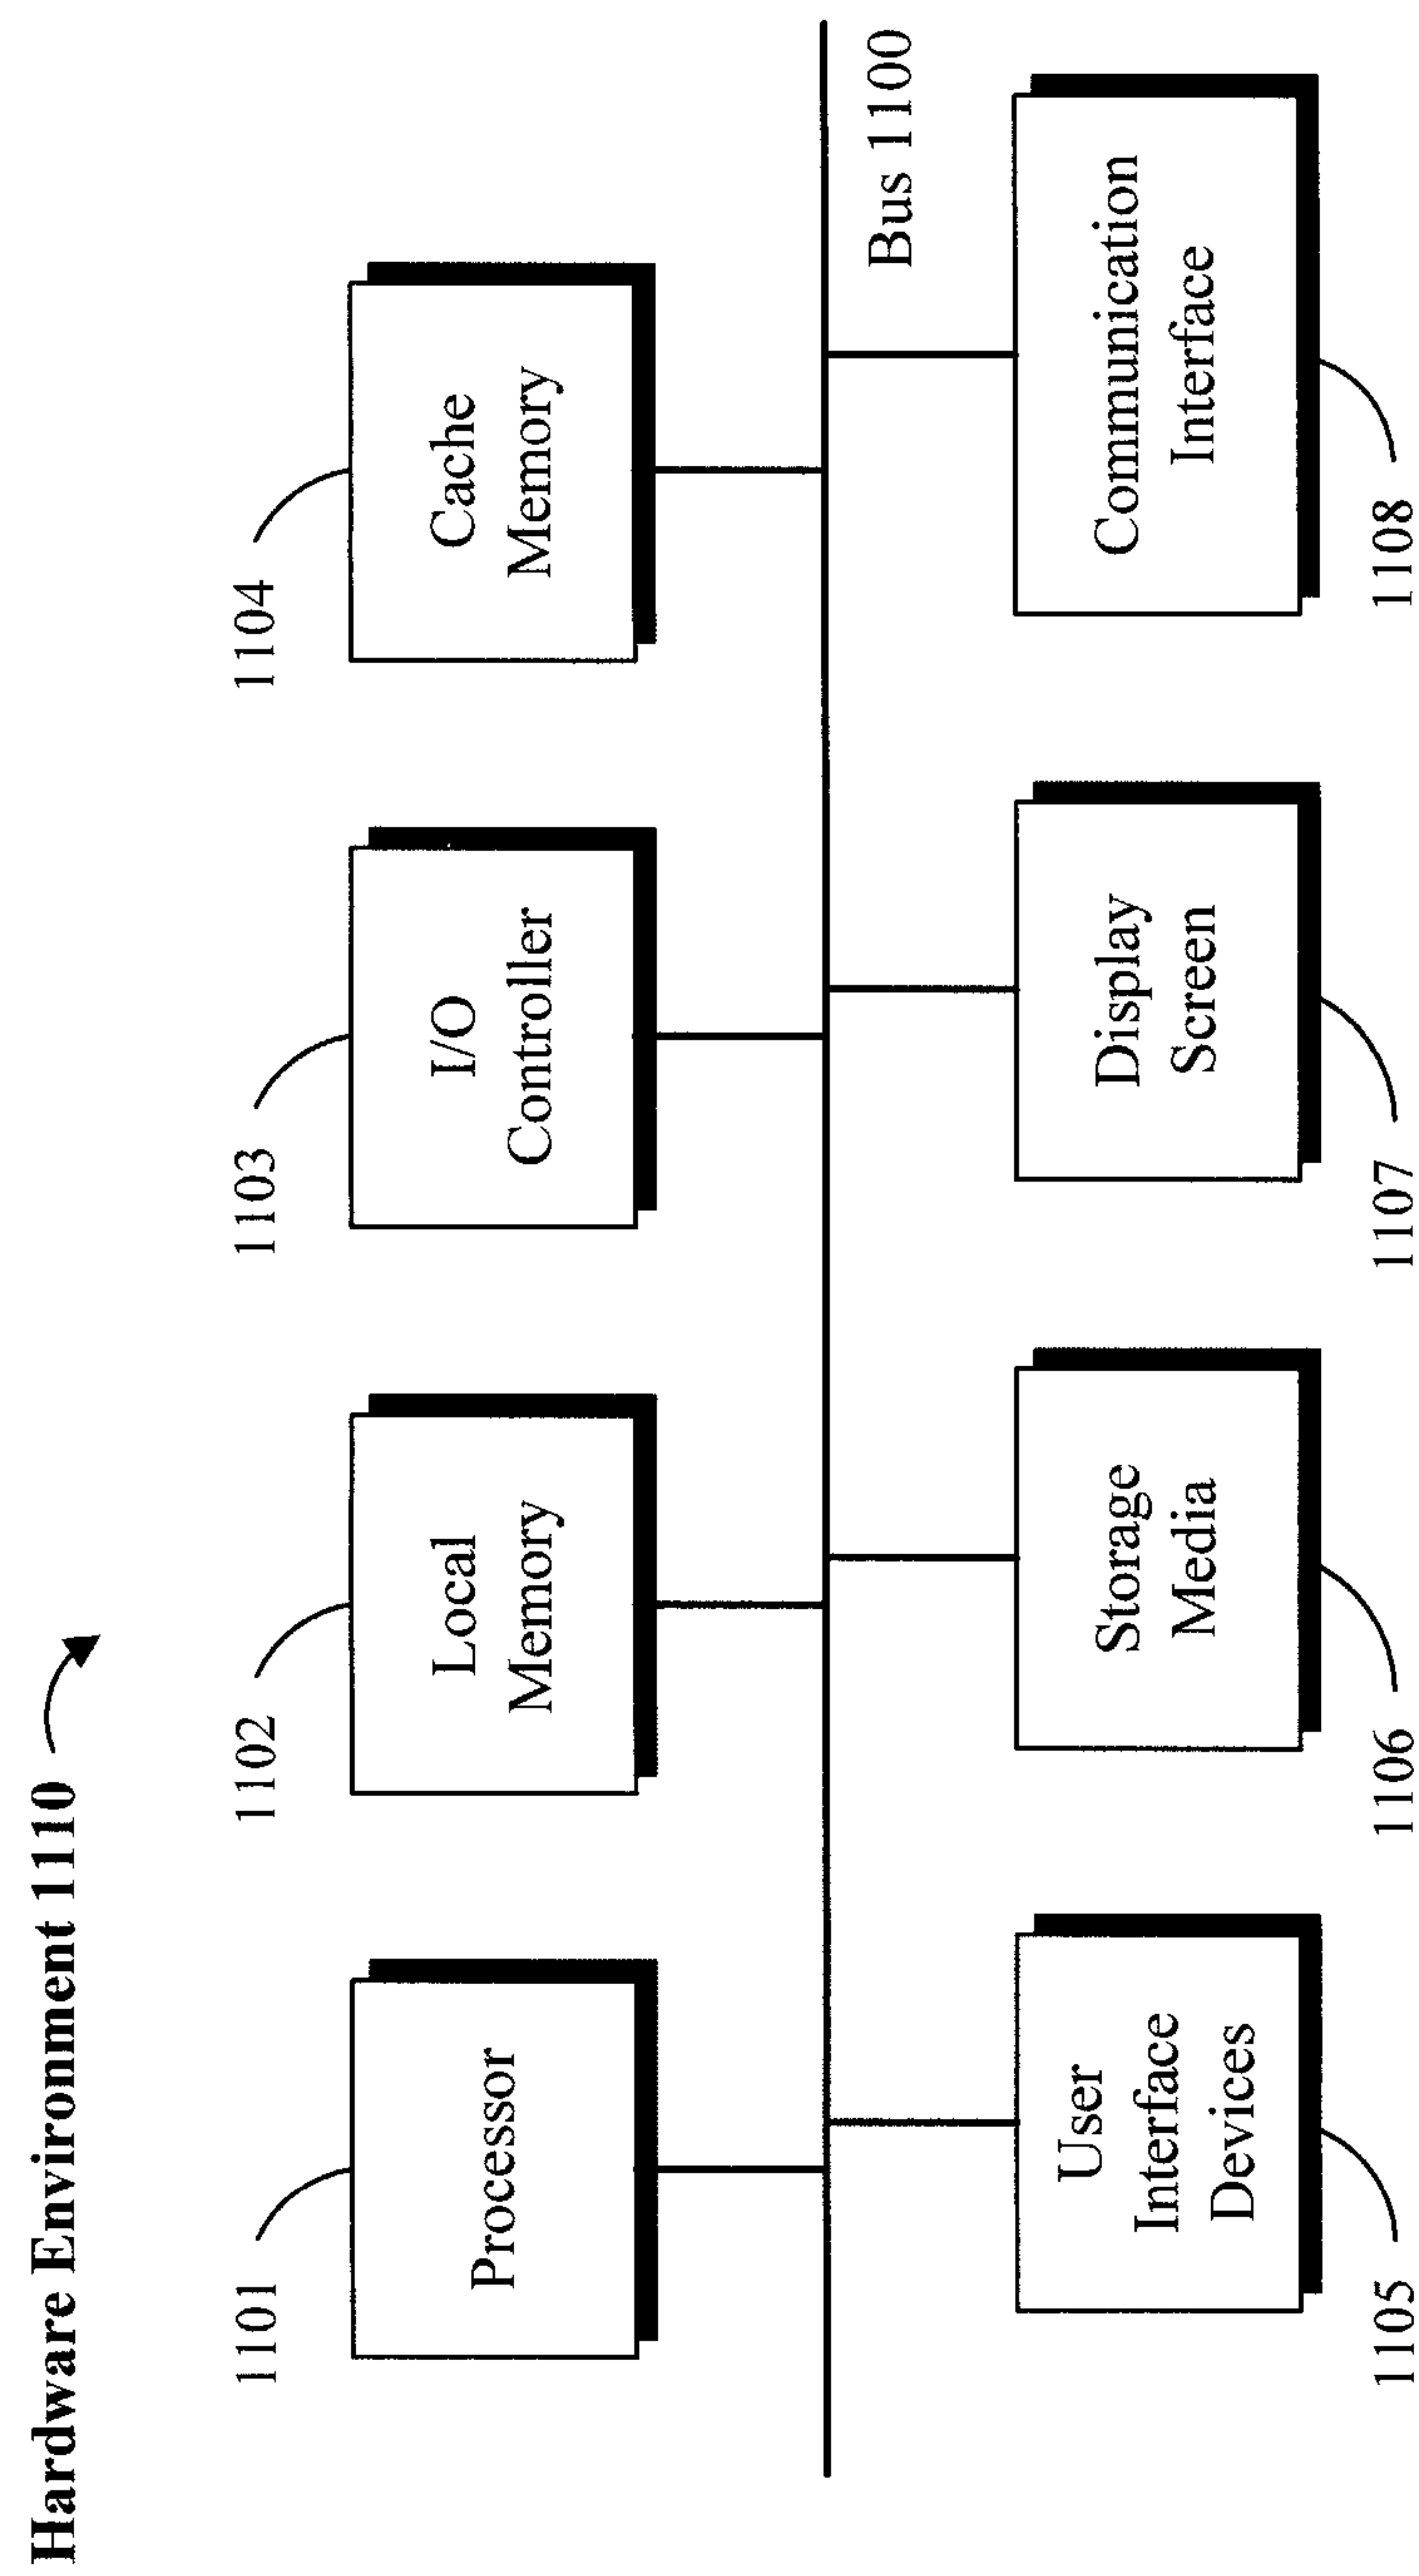 Hardware Environment 1110
1101
1102
1103
1104
Processor
Local
Memory
I/O
Controller
Cache
Memory
Bus 1100
User
Interface
Devices
Storage
Media
Display
Screen
Communication
Interface
1105
1106
1107
1108